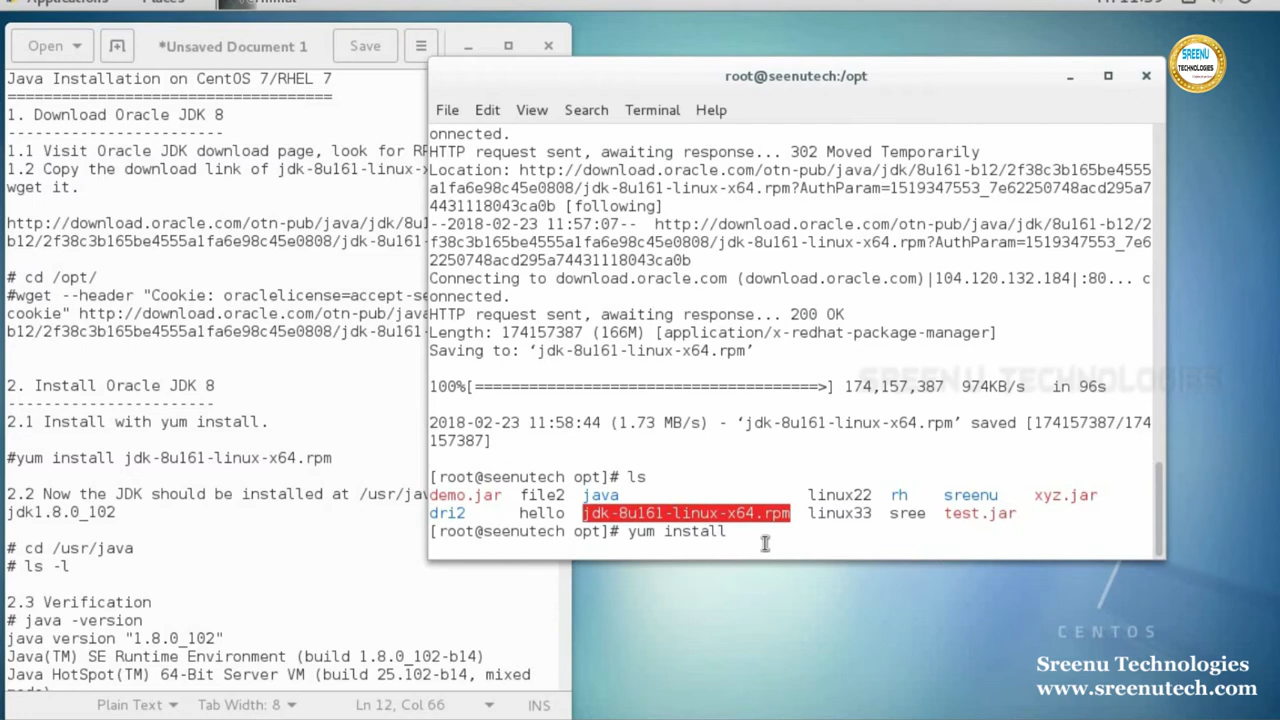 Applications Places Terminal
Fri 11:59
Open
*Unsaved Document 1
Save
Java Installation on CentOS 7/RHEL 7
====================================
1. Download Oracle JDK 8
------------------------
1.1 Visit Oracle JDK download page, look for RP
1.2 Copy the download link of jdk-8u161-linux-x
wget it.
http://download.oracle.com/otn-pub/java/jdk/8u1
b12/2f38c3b165be4555a1fa6e98c45e0808/jdk-8u161-
# cd /opt/
#wget --header "Cookie: oraclelicense=accept-se
cookie" http://download.oracle.com/otn-pub/java
b12/2f38c3b165be4555a1fa6e98c45e0808/jdk-8u161-
2. Install Oracle JDK 8
-----------------------
2.1 Install with yum install.
#yum install jdk-8u161-linux-x64.rpm
2.2 Now the JDK should be installed at /usr/jav
jdk1.8.0_102
# cd /usr/java
# ls -l
2.3 Verification
# java -version
java version "1.8.0_102"
Java(TM) SE Runtime Environment (build 1.8.0_102-b14)
Java HotSpot(TM) 64-Bit Server VM (build 25.102-b14, mixed
Plain Text
Tab Width: 8
Ln 12, Col 66
INS
root@seenutech:/opt
File Edit View Search Terminal Help
onnected.
HTTP request sent, awaiting response... 302 Moved Temporarily
Location: http://download.oracle.com/otn-pub/java/jdk/8u161-b12/2f38c3b165be4555
a1fa6e98c45e0808/jdk-8u161-linux-x64.rpm?AuthParam=1519347553_7e62250748acd295a7
4431118043ca0b [following]
--2018-02-23 11:57:07-- http://download.oracle.com/otn-pub/java/jdk/8u161-b12/2
f38c3b165be4555a1fa6e98c45e0808/jdk-8u161-linux-x64.rpm?AuthParam=1519347553_7e6
2250748acd295a74431118043ca0b
Connecting to download.oracle.com (download.oracle.com)|104.120.132.184|:80... c
onnected.
HTTP request sent, awaiting response... 200 OK
Length: 174157387 (166M) [application/x-redhat-package-manager]
Saving to: ‘jdk-8u161-linux-x64.rpm’
100%[======================================>] 174,157,387 974KB/s in 96s
2018-02-23 11:58:44 (1.73 MB/s) - ‘jdk-8u161-linux-x64.rpm’ saved [174157387/174
157387]
[root@seenutech opt]# ls
demo.jar file2 java linux22 rh sreenu xyz.jar
dri2 hello jdk-8u161-linux-x64.rpm linux33 sree test.jar
[root@seenutech opt]# yum install
SREENU TECHNOLOGIES
SREENU
TECHNOLOGIES
7
CENTOS
Sreenu Technologies
www.sreenutech.com